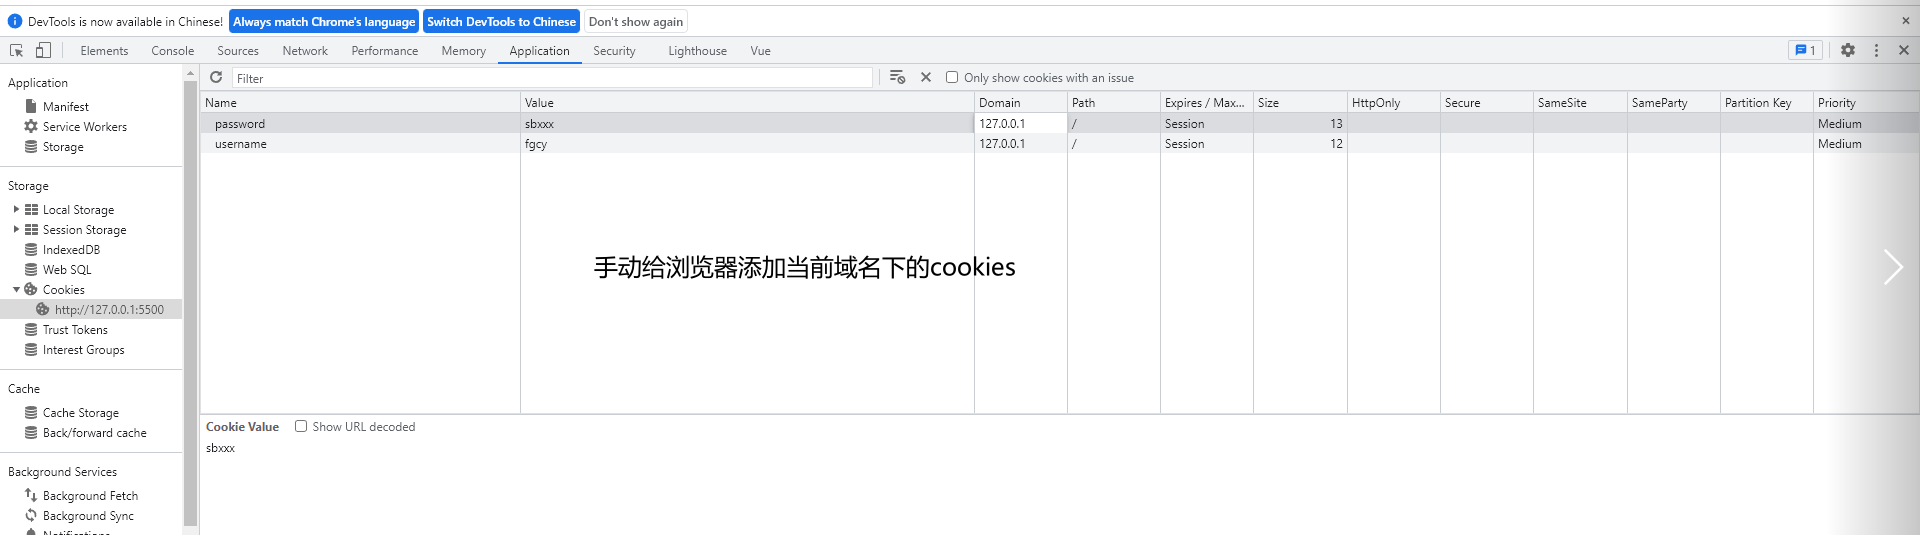 DevTools is now available in Chinese! Always match Chrome's language Switch DevTools to Chinese Don't show again
Elements Console Sources Network Performance Memory Application Security Lighthouse Vue 1
Application
Manifest
Service Workers
Storage
Storage
Local Storage
Session Storage
IndexedDB
Web SQL
Cookies
http://127.0.0.1:5500
Trust Tokens
Interest Groups
Cache
Cache Storage
Back/forward cache
Background Services
Background Fetch
Background Sync
Notifications
Filter Only show cookies with an issue
Name Value Domain Path Expires / Max... Size HttpOnly Secure SameSite SameParty Partition Key Priority
password sbxxx 127.0.0.1 / Session 13 Medium
username fgcy 127.0.0.1 / Session 12 Medium
手动给浏览器添加当前域名下的cookies
Cookie Value Show URL decoded
sbxxx